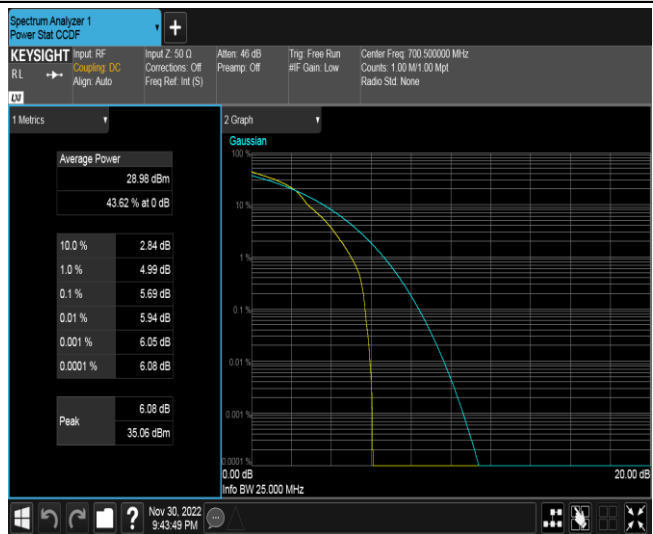 Spectrum Analyzer 1
Power Stat CCDF
+
KEYSIGHT
RL
LXI
Input: RF
Coupling: DC
Align: Auto
Input Z: 50 Ω
Corrections: Off
Freq Ref: Int (S)
Atten: 46 dB
Preamp: Off
Trig: Free Run
#IF Gain: Low
Center Freq: 700.500000 MHz
Counts: 1.00 M/1.00 Mpt
Radio Std: None
1 Metrics
Average Power
28.98 dBm
43.62 % at 0 dB
10.0 % 2.84 dB
1.0 % 4.99 dB
0.1 % 5.69 dB
0.01 % 5.94 dB
0.001 % 6.05 dB
0.0001 % 6.08 dB
Peak
6.08 dB
35.06 dBm
2 Graph
Gaussian
100 %
10 %
1 %
0.1 %
0.01 %
0.001 %
0.0001 %
0.00 dB
20.00 dB
Info BW 25.000 MHz
?
Nov 30, 2022
9:43:49 PM